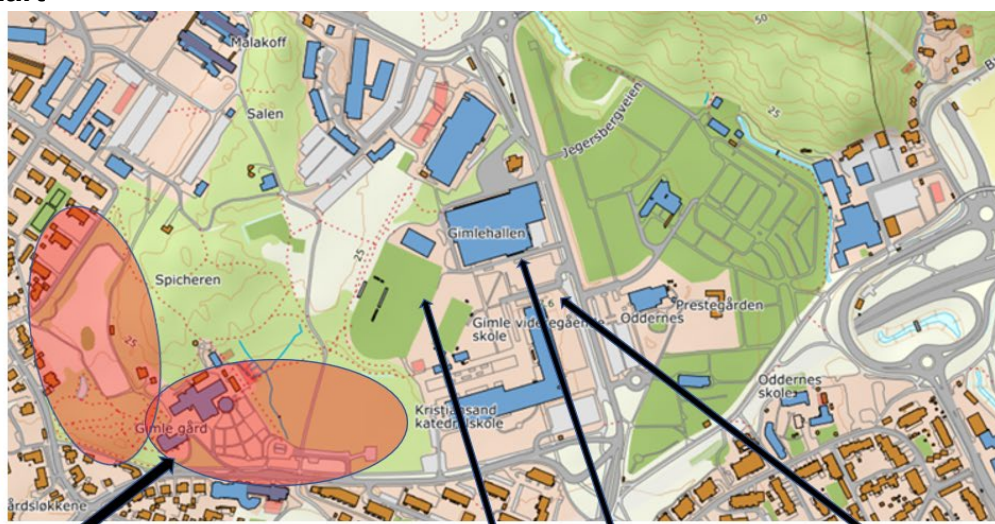 Malakoff
Salen
Jegersbergveien
50
25
Gimlehallen
25
Spicheren
Gimle videregående
skole
Oddernes
Prestegården
25
Kristiansand
katedralskole
Oddernes
skole
Gimle gård
årdsløkkene